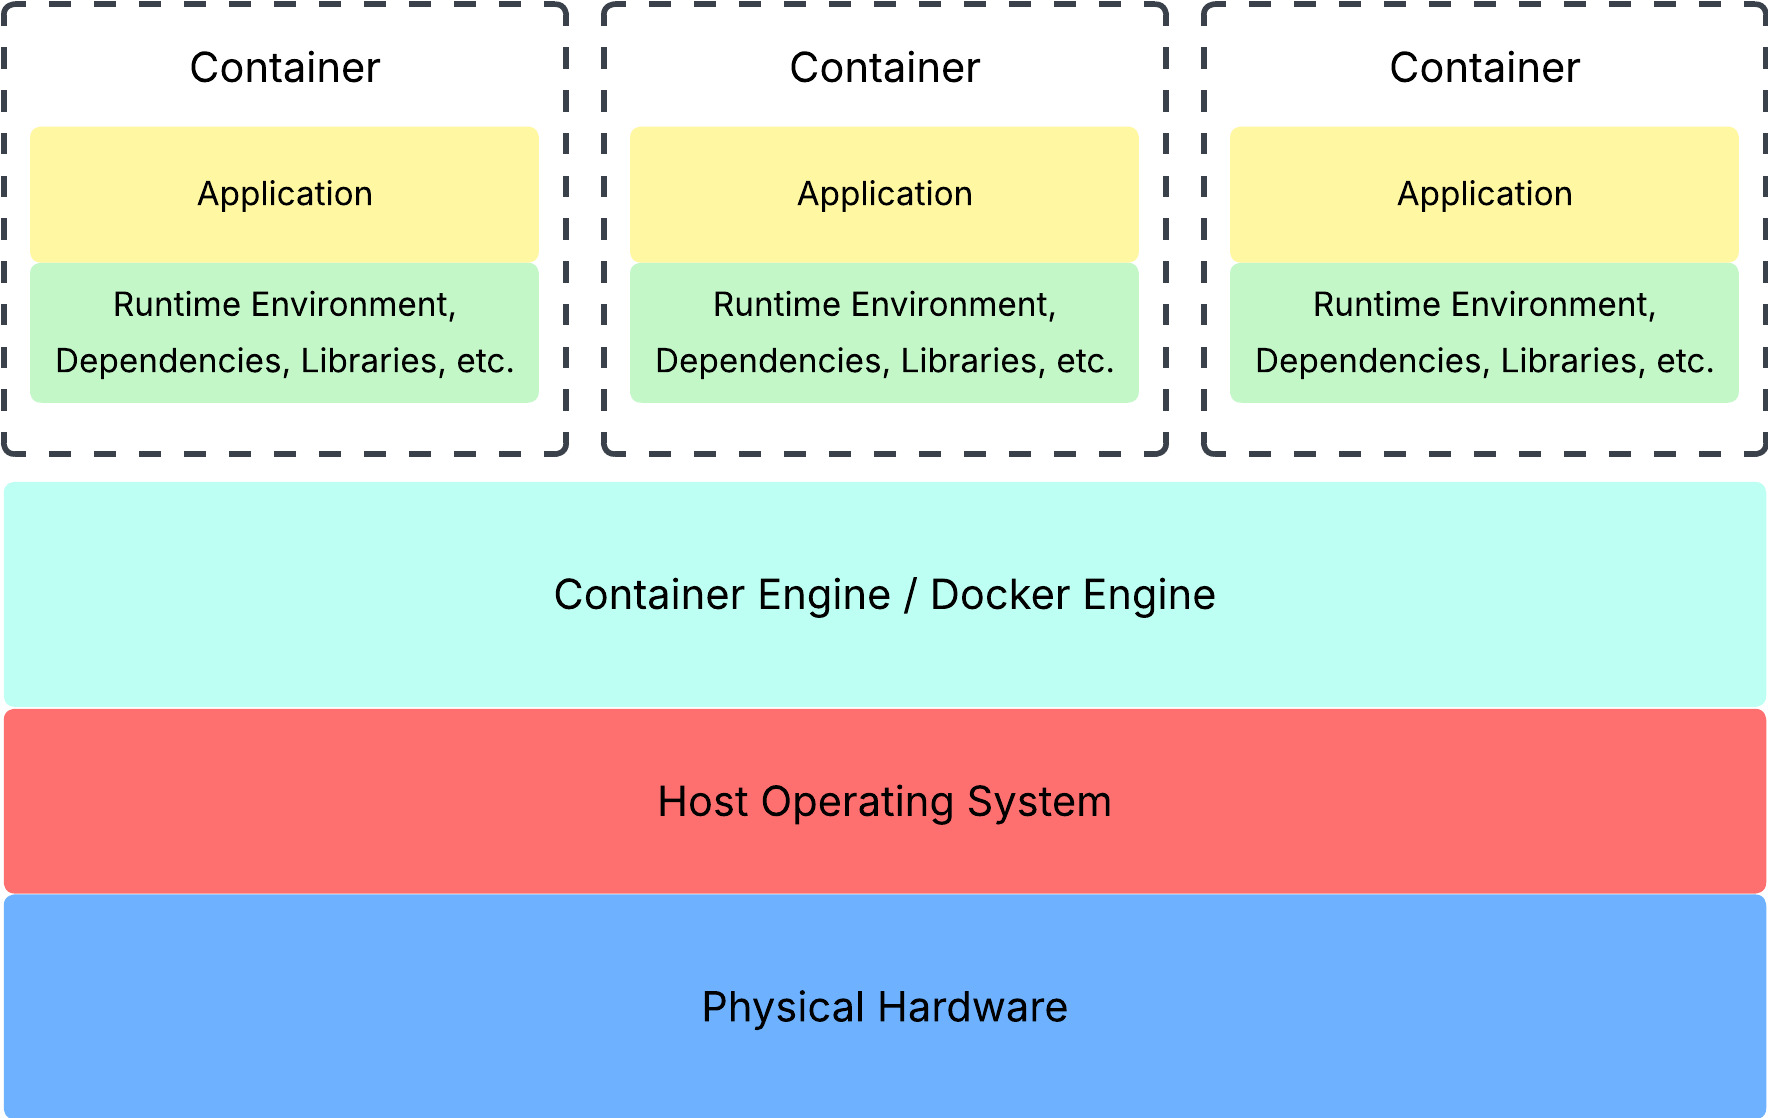 Container
Application
Runtime Environment,
Dependencies, Libraries, etc.
Container
Application
Runtime Environment,
Dependencies, Libraries, etc.
Container
Application
Runtime Environment,
Dependencies, Libraries, etc.
Container Engine / Docker Engine
Host Operating System
Physical Hardware